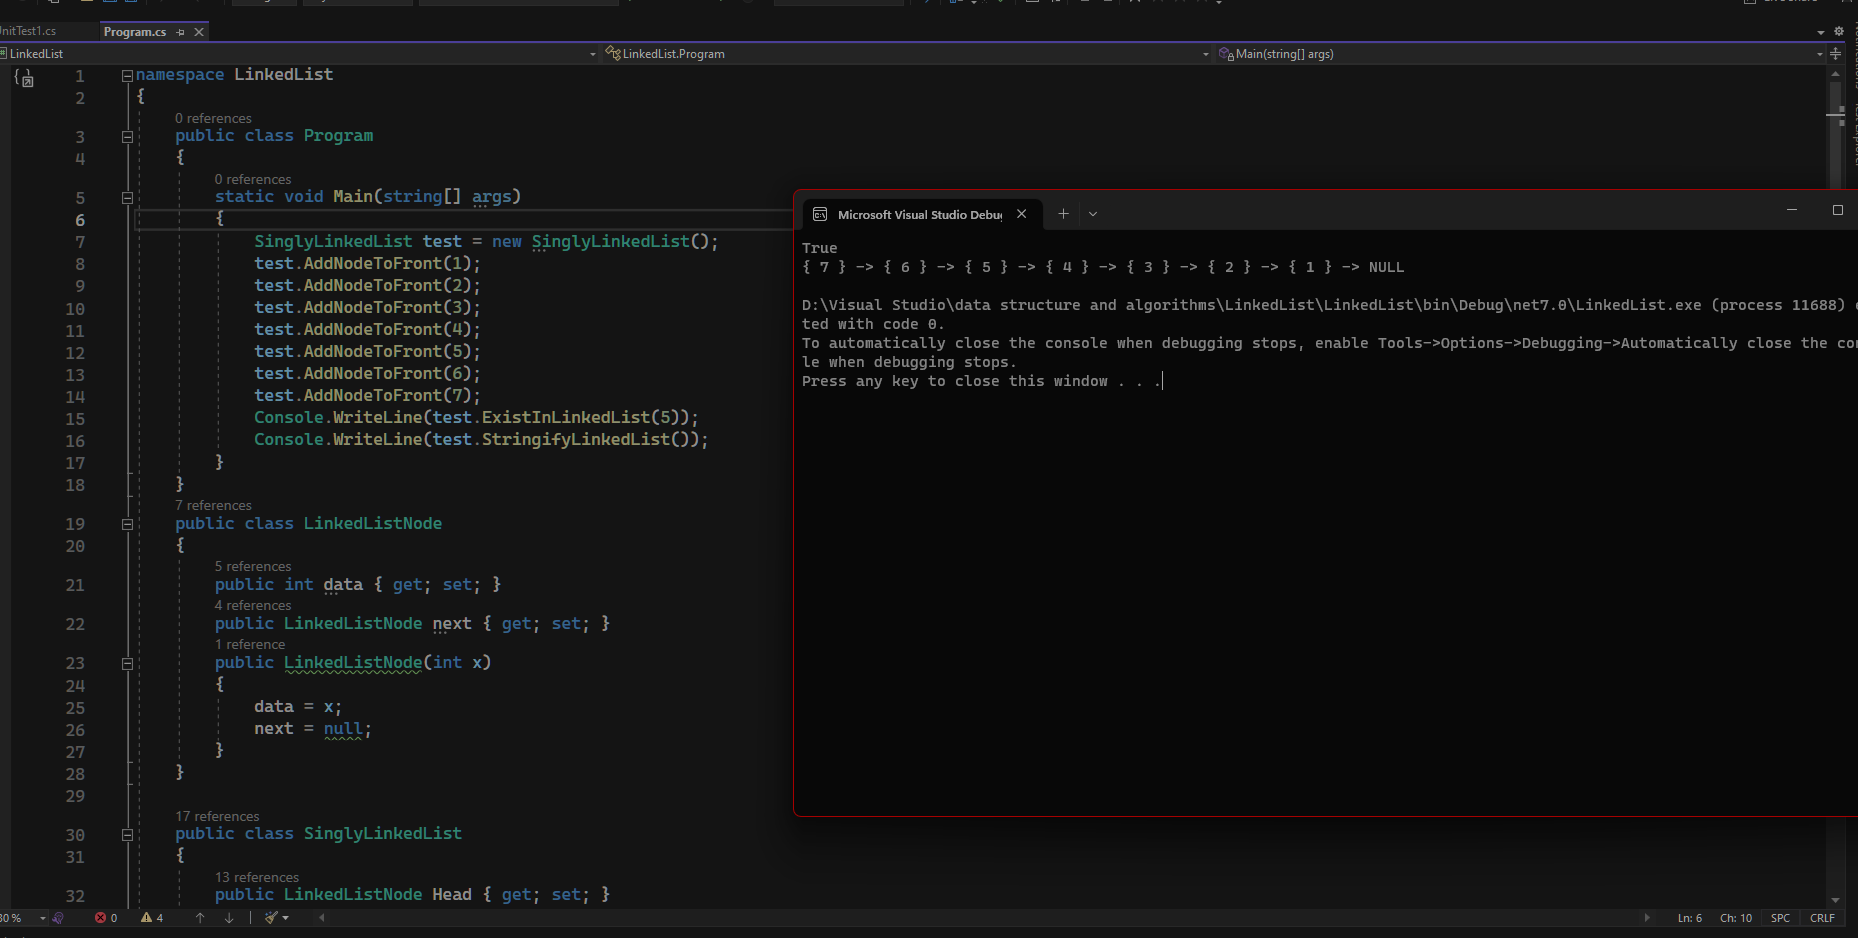 UnitTest1.cs
Program.cs
LinkedList
LinkedList.Program
Main(string[] args)
1 namespace LinkedList
2 {
0 references
3 public class Program
4 {
0 references
5 static void Main(string[] args)
6 {
7 SinglyLinkedList test = new SinglyLinkedList();
8 test.AddNodeToFront(1);
9 test.AddNodeToFront(2);
10 test.AddNodeToFront(3);
11 test.AddNodeToFront(4);
12 test.AddNodeToFront(5);
13 test.AddNodeToFront(6);
14 test.AddNodeToFront(7);
15 Console.WriteLine(test.ExistInLinkedList(5));
16 Console.WriteLine(test.StringifyLinkedList());
17 }
18 }
7 references
19 public class LinkedListNode
20 {
5 references
21 public int data { get; set; }
4 references
22 public LinkedListNode next { get; set; }
1 reference
23 public LinkedListNode(int x)
24 {
25 data = x;
26 next = null;
27 }
28 }
29
17 references
30 public class SinglyLinkedList
31 {
13 references
32 public LinkedListNode Head { get; set; }
Microsoft Visual Studio Debu
True
{ 7 } -> { 6 } -> { 5 } -> { 4 } -> { 3 } -> { 2 } -> { 1 } -> NULL
D:\Visual Studio\data structure and algorithms\LinkedList\LinkedList\bin\Debug\net7.0\LinkedList.exe (process 11688)
ted with code 0.
To automatically close the console when debugging stops, enable Tools->Options->Debugging->Automatically close the co
le when debugging stops.
Press any key to close this window . . .
0
4
Ln: 6
Ch: 10
SPC
CRLF